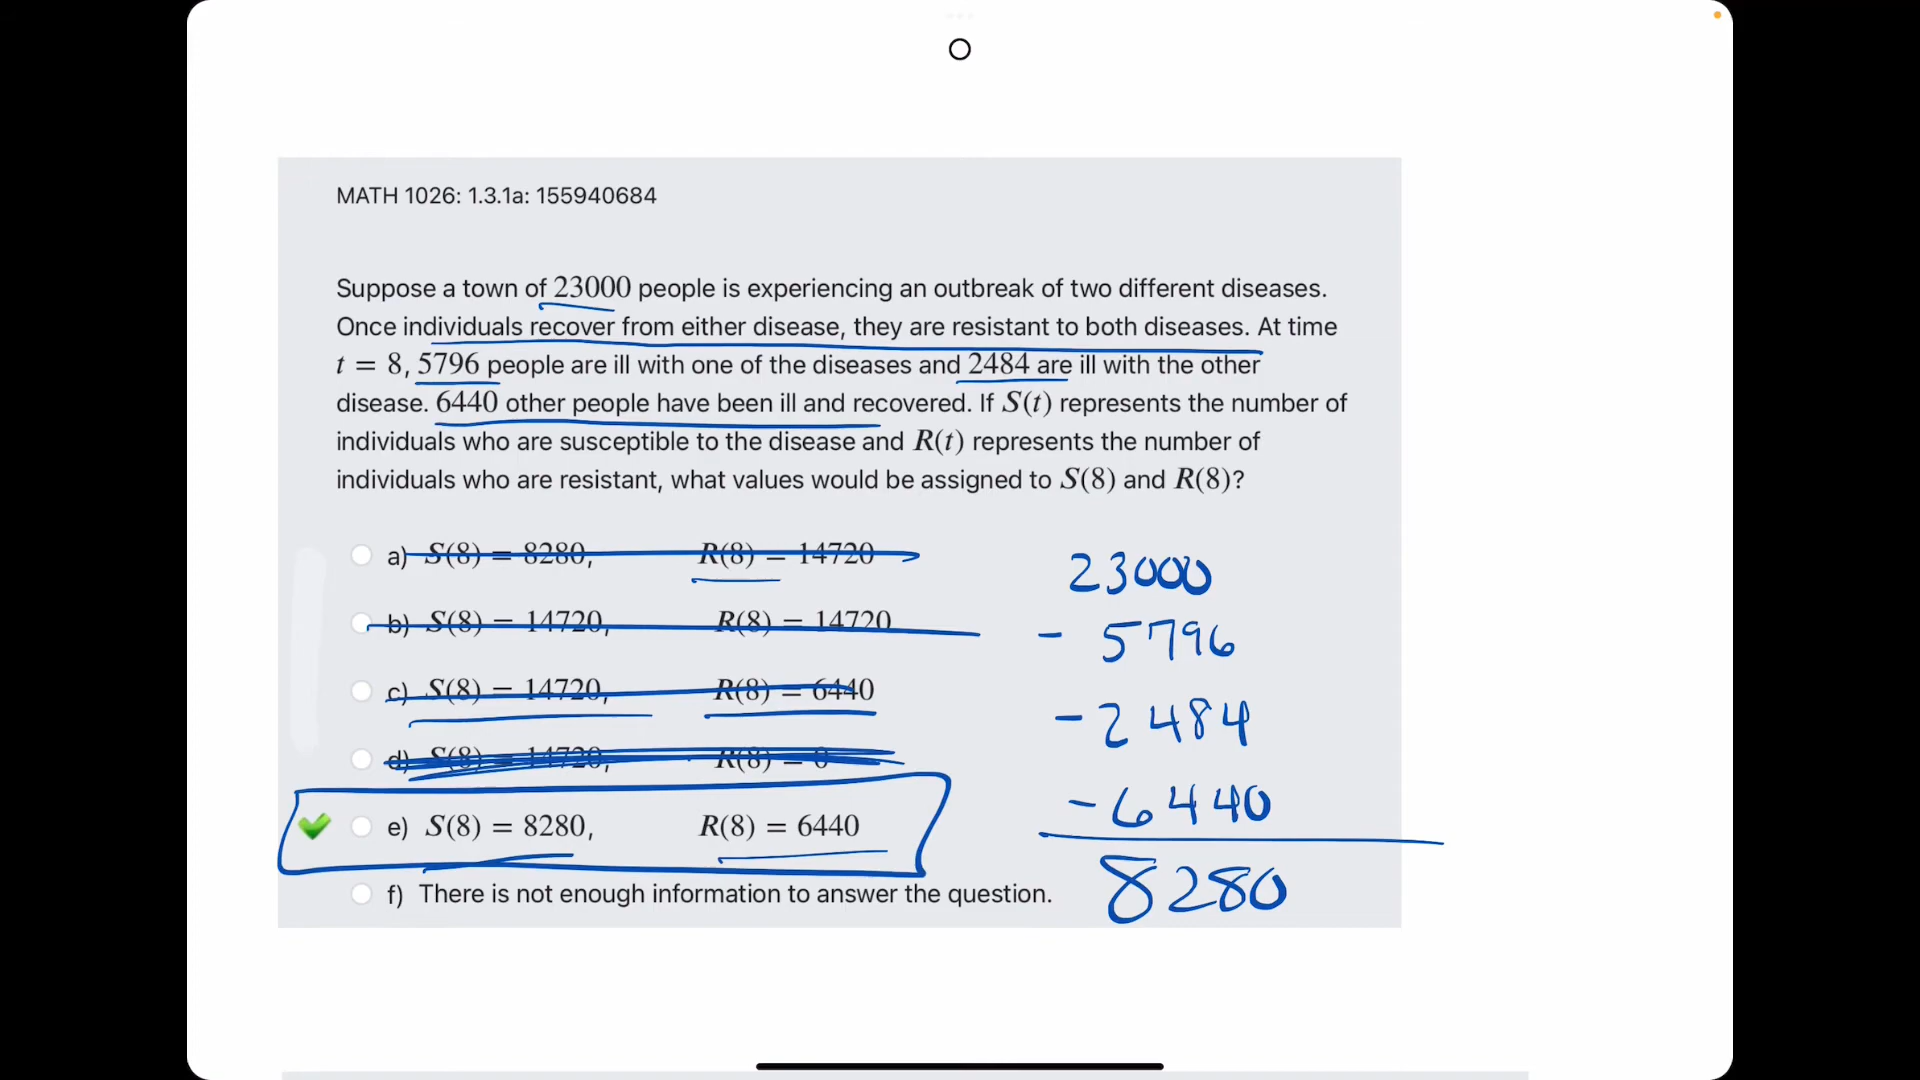 MATH 1026: 1.3.1a: 155940684
Suppose a town of 23000 people is experiencing an outbreak of two different diseases.
Once individuals recover from either disease, they are resistant to both diseases. At time
t = 8, 5796 people are ill with one of the diseases and 2484 are ill with the other
disease. 6440 other people have been ill and recovered. If S(t) represents the number of
individuals who are susceptible to the disease and R(t) represents the number of
individuals who are resistant, what values would be assigned to S(8) and R(8)?
a) S(8) = 8280, R(8) = 14720
b) S(8) = 14720, R(8) = 14720
c) S(8) = 14720, R(8) = 6440
d) S(8) = 14720, R(8) = 0
e) S(8) = 8280, R(8) = 6440
f) There is not enough information to answer the question.
23000
- 5796
- 2484
- 6440
8280